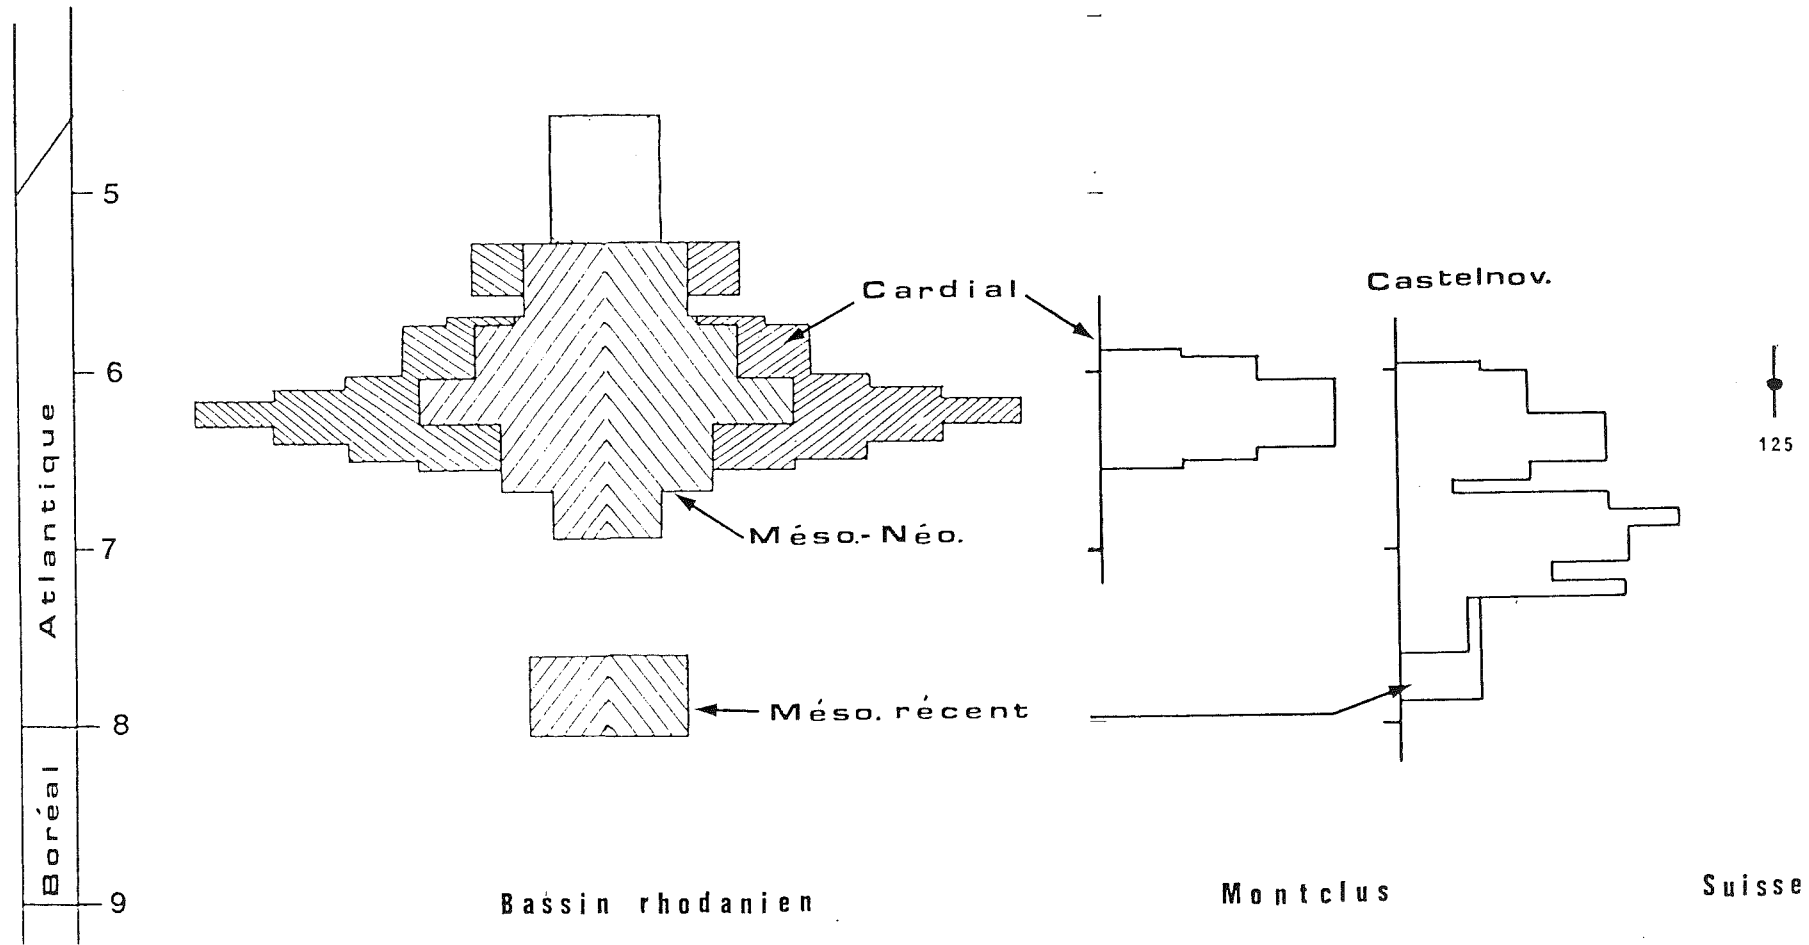 5
Castelnov.
Cardial
6
125
Atlantique
Méso.-Néo.
7
Méso. récent
8
Boréal
9
Bassin rhodanien
Montclus
Suisse